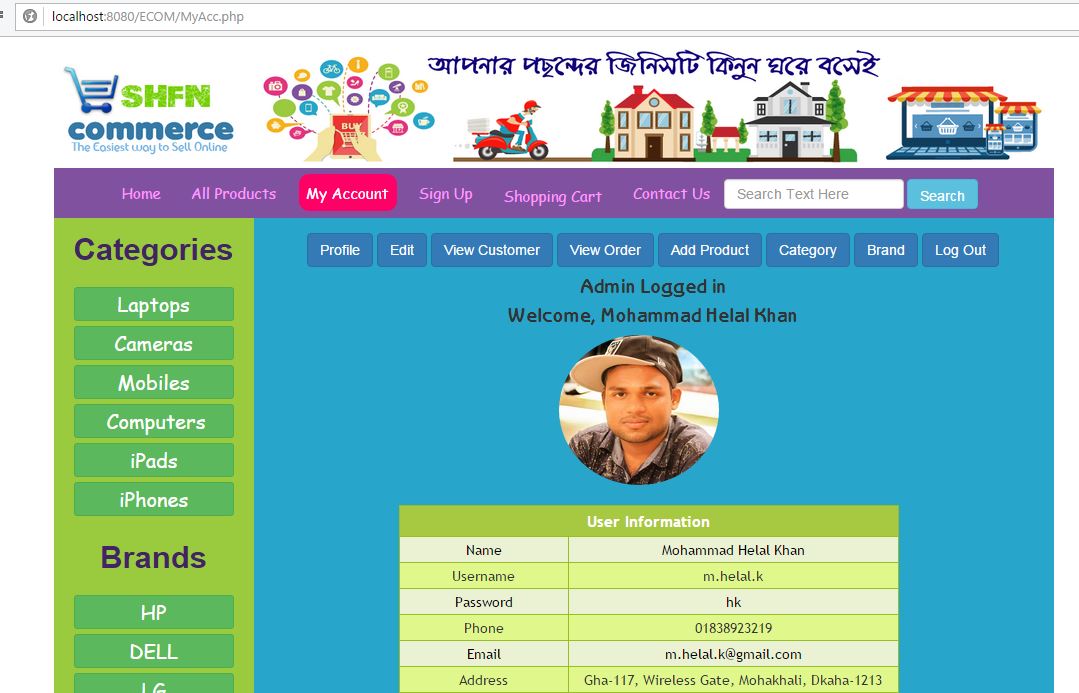 localhost:8080/ECOM/MyAcc.php
আপনার পছন্দের জিনিসটি কিনুন ঘরে বসেই
SHFN
commerce
The Easiest way to Sell Online
BUY
Home All Products My Account Sign Up Shopping Cart Contact Us Search Text Here Search
Categories
Laptops
Cameras
Mobiles
Computers
iPads
iPhones
Brands
HP
DELL
LG
Profile Edit View Customer View Order Add Product Category Brand Log Out
Admin Logged in
Welcome, Mohammad Helal Khan
User Information
Name Mohammad Helal Khan
Username m.helal.k
Password hk
Phone 01838923219
Email m.helal.k@gmail.com
Address Gha-117, Wireless Gate, Mohakhali, Dkaha-1213